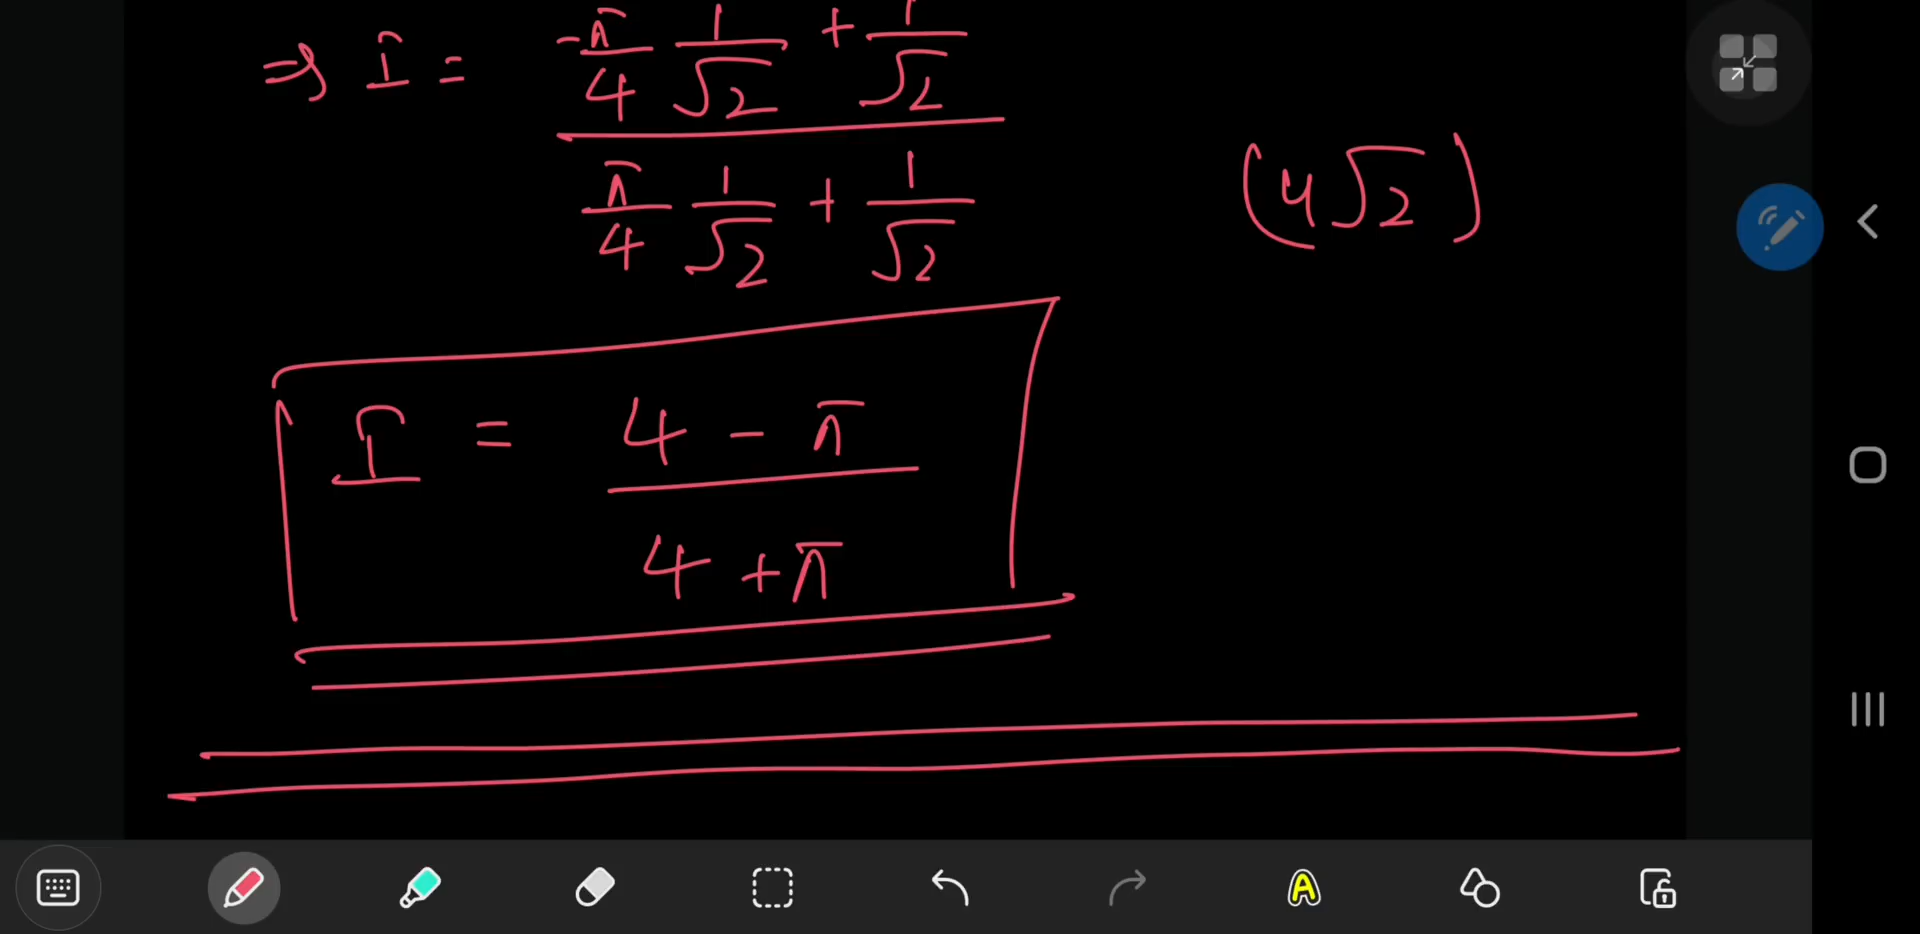 ⇒ I = (-π/4 1/√2 + 1/√2) / (π/4 1/√2 + 1/√2)
(4√2)
I = (4 - π) / (4 + π)
A